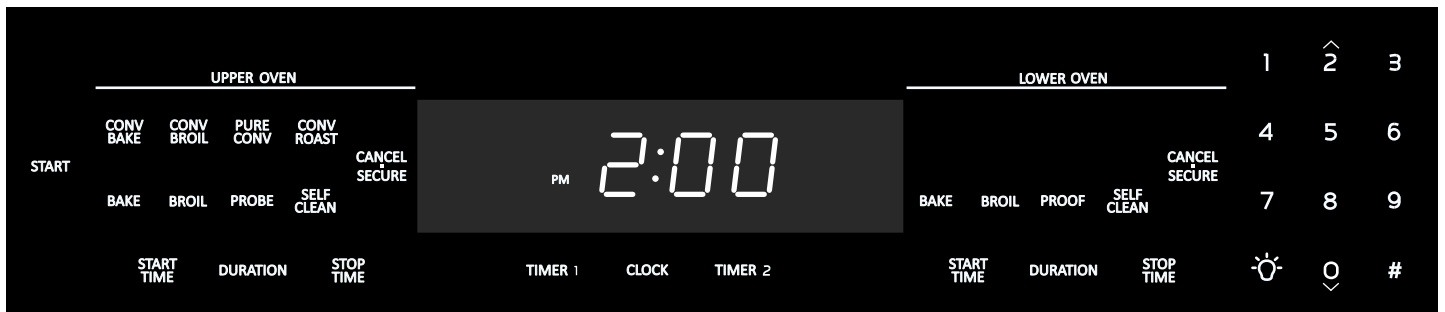 UPPER OVEN
LOWER OVEN
1 2 3
CONV BAKE
CONV BROIL
PURE CONV
CONV ROAST
4 5 6
START
CANCEL
SECURE
PM 2:00
CANCEL
SECURE
BAKE BROIL PROBE SELF CLEAN
BAKE BROIL PROOF SELF CLEAN
7 8 9
START TIME
DURATION
STOP TIME
TIMER 1
CLOCK
TIMER 2
START TIME
DURATION
STOP TIME
0 #